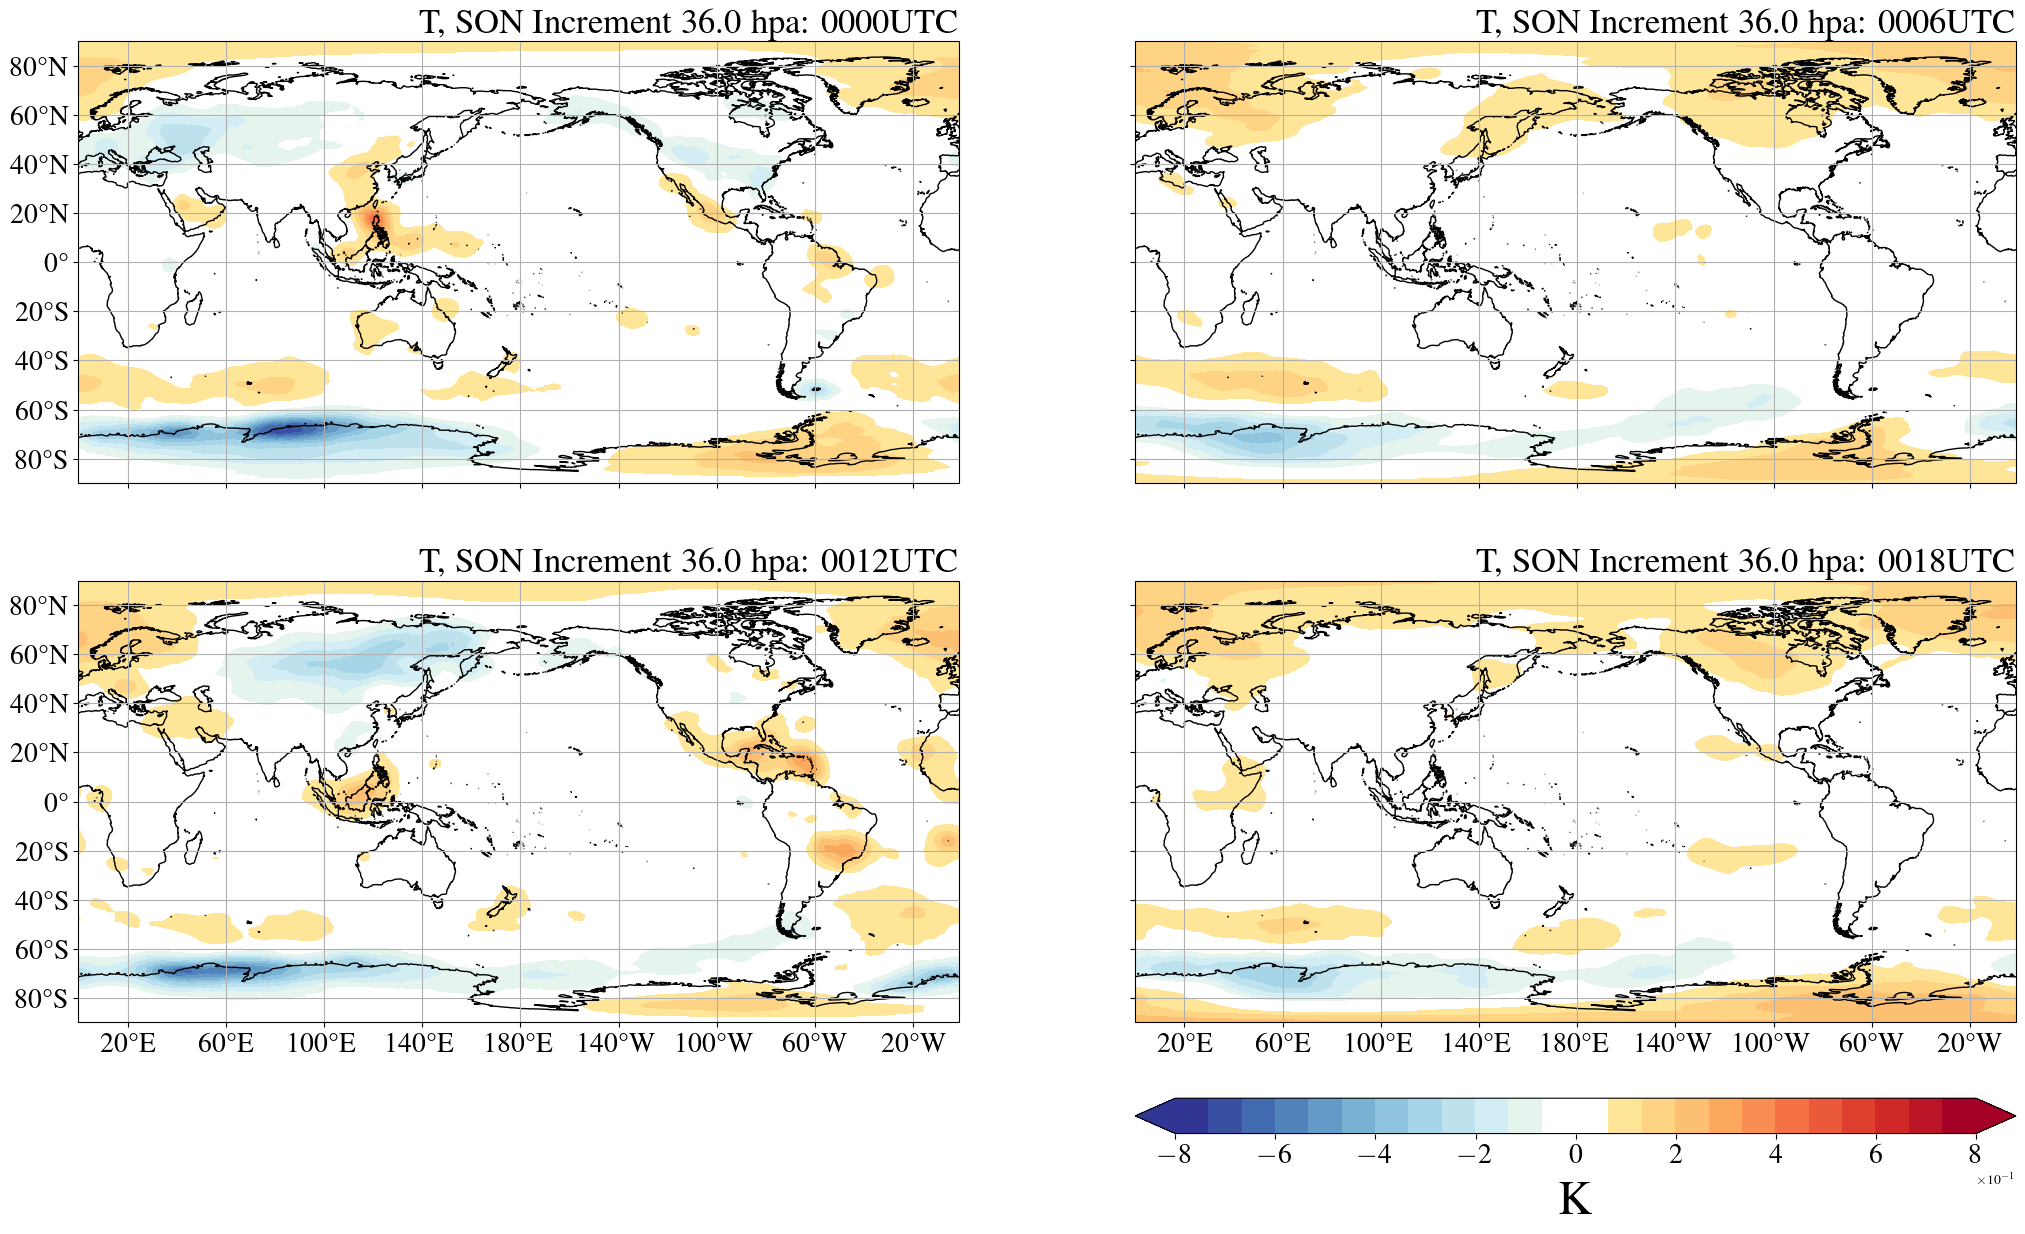 T, SON Increment 36.0 hpa: 0000UTC
T, SON Increment 36.0 hpa: 0006UTC
80°N
60°N
40°N
20°N
0°
20°S
40°S
60°S
80°S
T, SON Increment 36.0 hpa: 0012UTC
T, SON Increment 36.0 hpa: 0018UTC
80°N
60°N
40°N
20°N
0°
20°S
40°S
60°S
80°S
20°E 60°E 100°E 140°E 180°E 140°W 100°W 60°W 20°W
20°E 60°E 100°E 140°E 180°E 140°W 100°W 60°W 20°W
−8 −6 −4 −2 0 2 4 6 8
×10⁻¹
K